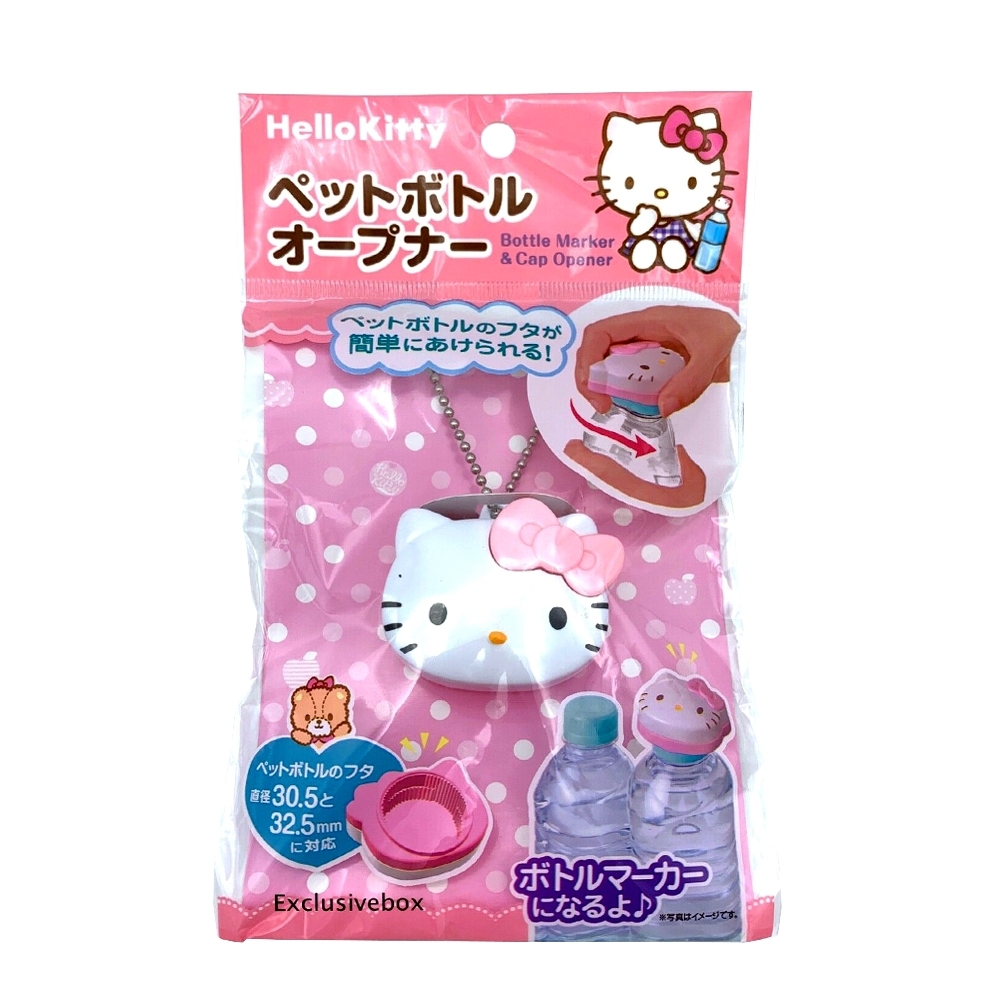 HelloKitty
ペットボトル
オープナー
Bottle Marker
& Cap Opener
ペットボトルのフタが
簡単にあけられる!
ペットボトルのフタ
直径30.5と
32.5mm
に対応
ボトルマーカー
になるよ♪
※写真はイメージです。
Exclusivebox